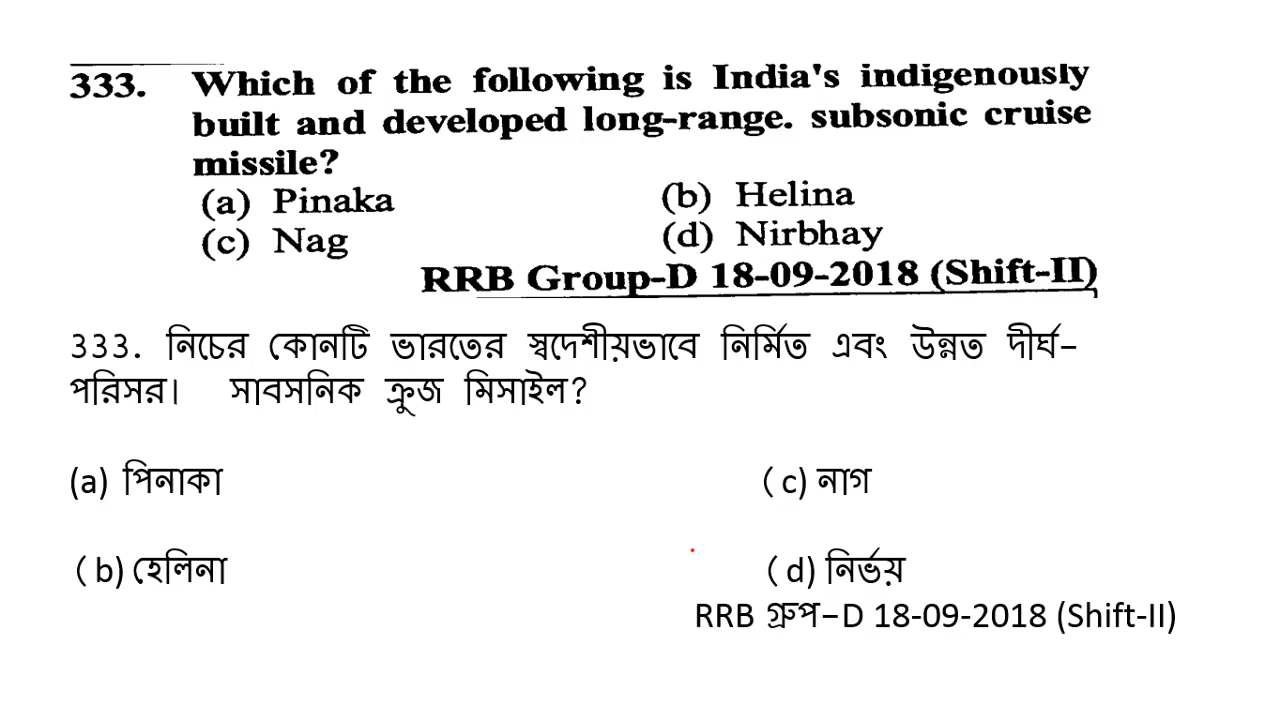 333. Which of the following is India's indigenously
built and developed long-range. subsonic cruise
missile?
(a) Pinaka (b) Helina
(c) Nag (d) Nirbhay
RRB Group-D 18-09-2018 (Shift-II)
333. নিচের কোনটি ভারতের স্বদেশীয়ভাবে নির্মিত এবং উন্নত দীর্ঘ-
পরিসর। সাবসনিক ক্রুজ মিসাইল?
(a) পিনাকা (c) নাগ
(b) হেলিনা (d) নির্ভয়
RRB গ্রুপ-D 18-09-2018 (Shift-II)